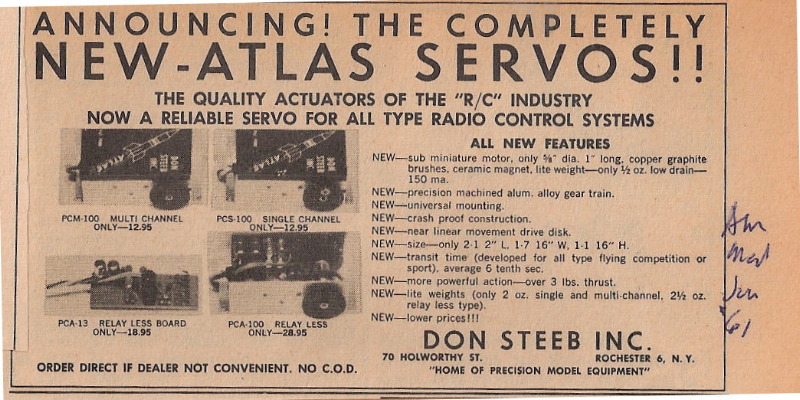 ANNOUNCING! THE COMPLETELY
NEW-ATLAS SERVOS!!
THE QUALITY ACTUATORS OF THE "R/C" INDUSTRY
NOW A RELIABLE SERVO FOR ALL TYPE RADIO CONTROL SYSTEMS
ATLAS
DON
STEEB
INC
ATLAS
DON
STEEB
INC
PCM-100 MULTI CHANNEL
ONLY—12.95
PCS-100 SINGLE CHANNEL
ONLY—12.95
PCA-13 RELAY LESS BOARD
ONLY—18.95
PCA-100 RELAY LESS
ONLY—28.95
ALL NEW FEATURES
NEW—sub miniature motor, only ⅝" dia. 1" long, copper graphite
brushes, ceramic magnet, lite weight—only ½ oz. low drain—
150 ma.
NEW—precision machined alum. alloy gear train.
NEW—universal mounting.
NEW—crash proof construction.
NEW—near linear movement drive disk.
NEW—size—only 2-1 2" L, 1-7 16" W, 1-1 16" H.
NEW—transit time (developed for all type flying competition or
sport), average 6 tenth sec.
NEW—more powerful action—over 3 lbs. thrust.
NEW—lite weights (only 2 oz. single and multi-channel, 2½ oz.
relay less type).
NEW—lower prices!!!
DON STEEB INC.
70 HOLWORTHY ST. ROCHESTER 6, N. Y.
"HOME OF PRECISION MODEL EQUIPMENT"
ORDER DIRECT IF DEALER NOT CONVENIENT. NO C.O.D.
Am
Mod
Jan
'61